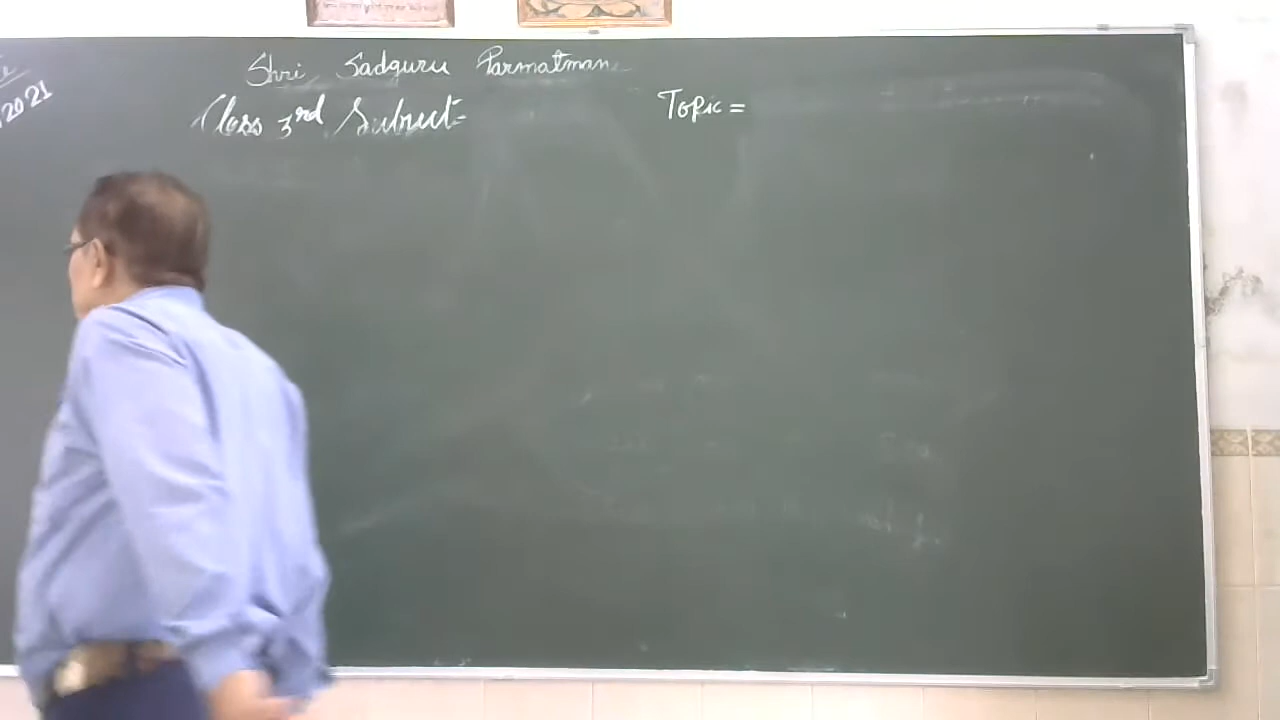 Shri Sadguru Parmatman
2021
Class 3rd Subject- Topic =